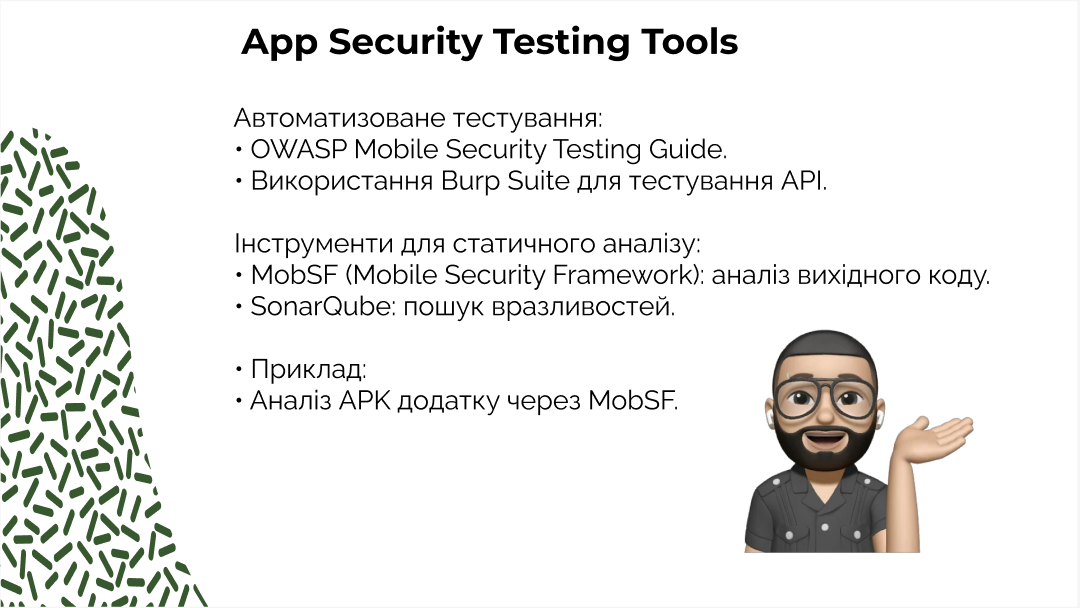 App Security Testing Tools
Автоматизоване тестування:
• OWASP Mobile Security Testing Guide.
• Використання Burp Suite для тестування API.
Інструменти для статичного аналізу:
• MobSF (Mobile Security Framework): аналіз вихідного коду.
• SonarQube: пошук вразливостей.
• Приклад:
• Аналіз APK додатку через MobSF.